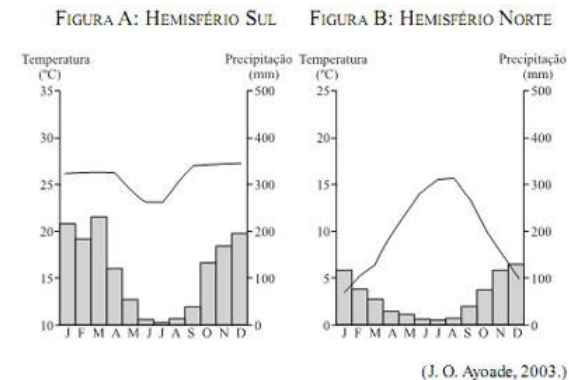 FIGURA A: HEMISFÉRIO SUL FIGURA B: HEMISFÉRIO NORTE
Temperatura (ºC) Precipitação (mm) Temperatura (ºC) Precipitação (mm)
35 500 25 500
30 400 20 400
25 300 15 300
20 200 10 200
15 100 5 100
10 0 0 0
J F M A M J J A S O N D J F M A M J J A S O N D
(J. O. Ayoade, 2003.)